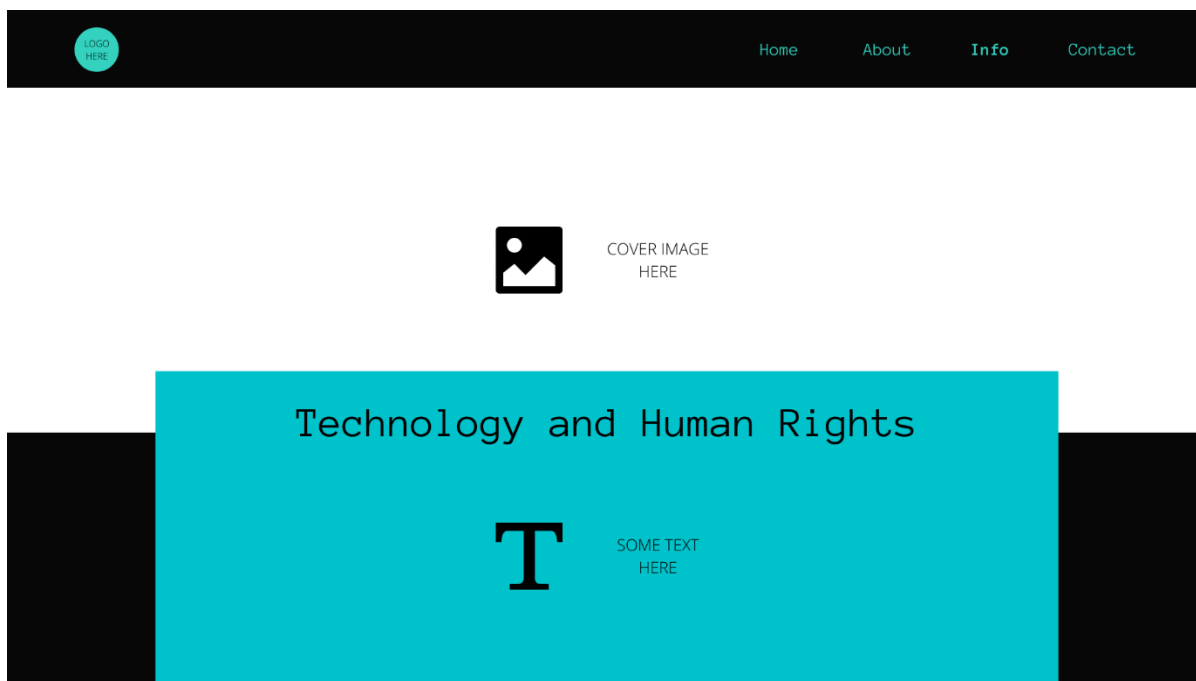 LOGO
HERE
Home About Info Contact
COVER IMAGE
HERE
Technology and Human Rights
T
SOME TEXT
HERE